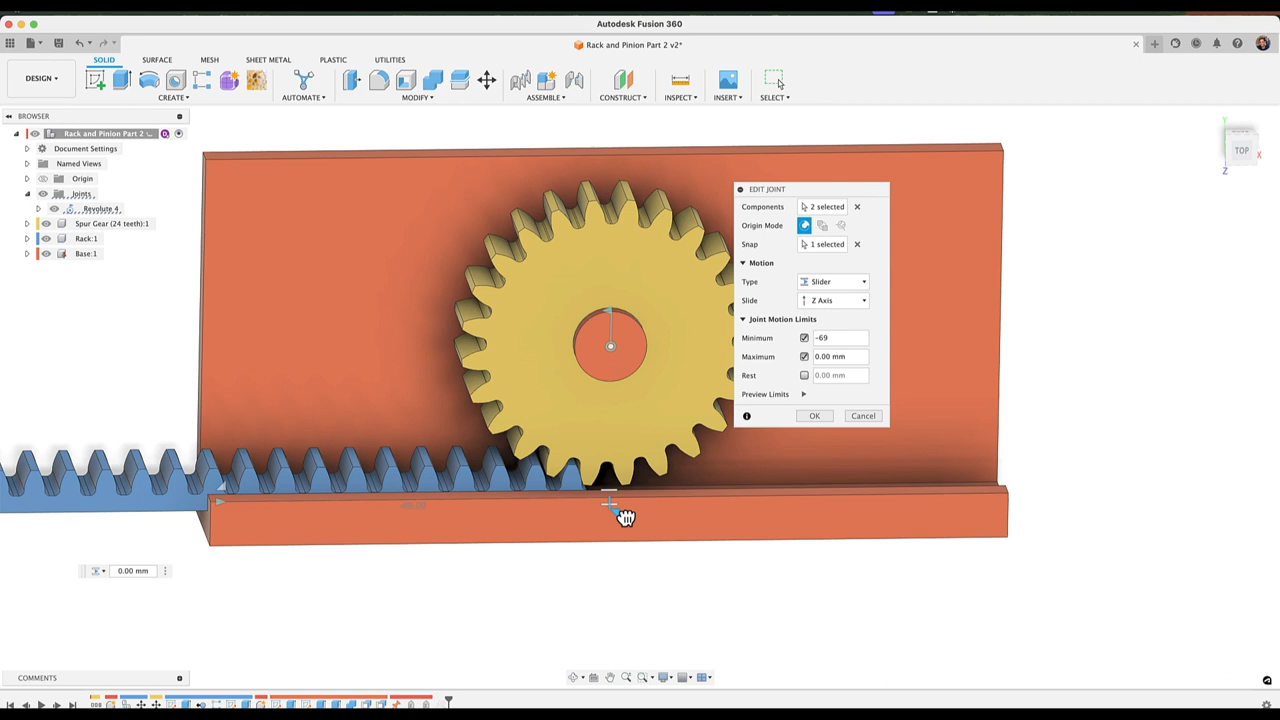 Autodesk Fusion 360
Rack and Pinion Part 2 v2*
SOLID SURFACE MESH SHEET METAL PLASTIC UTILITIES
DESIGN
CREATE AUTOMATE MODIFY ASSEMBLE CONSTRUCT INSPECT INSERT SELECT
BROWSER
Rack and Pinion Part 2 ...
Document Settings
Named Views
Origin
Joints
Revolute 4
Spur Gear (24 teeth):1
Rack:1
Base:1
Y
TOP
X
Z
EDIT JOINT
Components 2 selected
Origin Mode
Snap 1 selected
Motion
Type Slider
Slide Z Axis
Joint Motion Limits
Minimum -69
Maximum 0.00 mm
Rest 0.00 mm
Preview Limits
OK Cancel
0.00 mm
COMMENTS